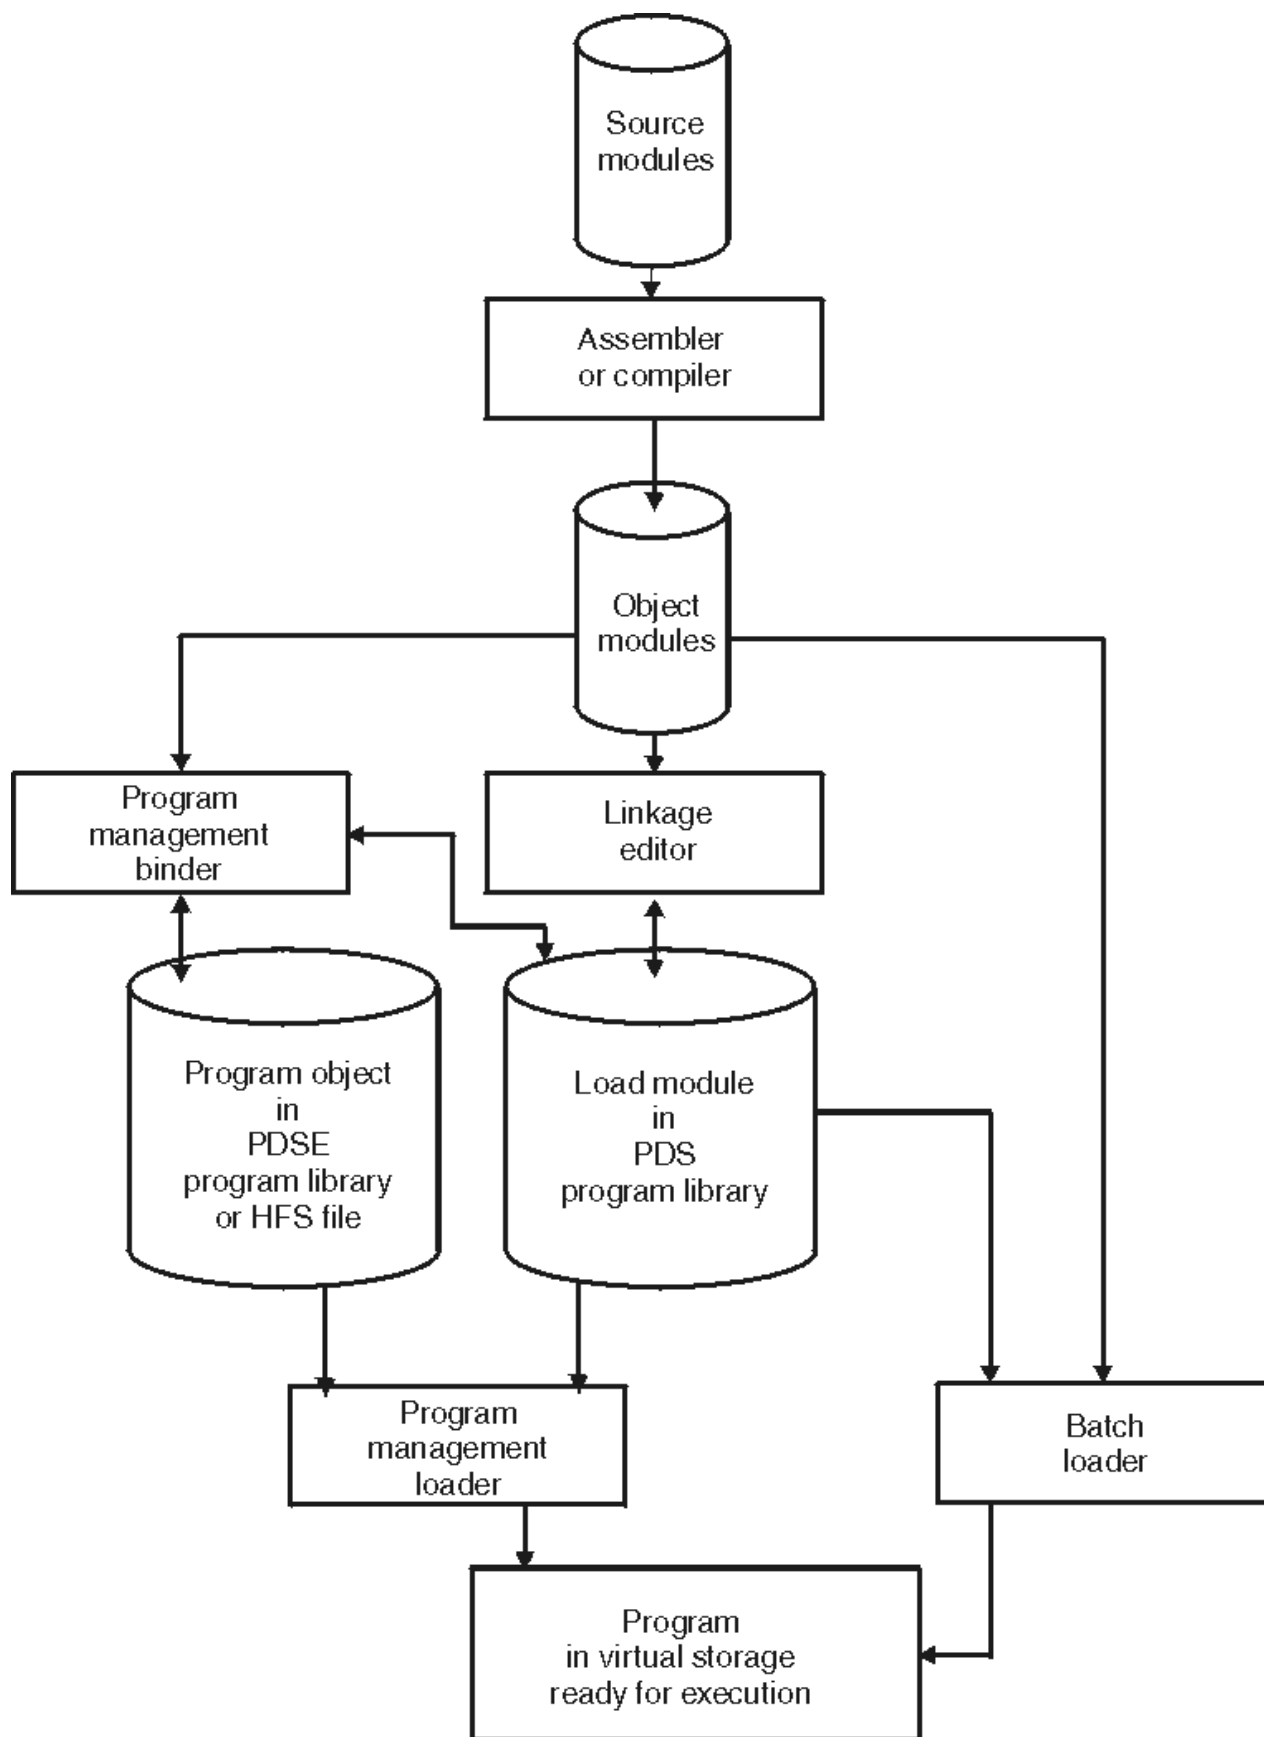 Source
modules
Assembler
or compiler
Object
modules
Program
management
binder
Linkage
editor
Program object
in
PDSE
program library
or HFS file
Load module
in
PDS
program library
Program
management
loader
Batch
loader
Program
in virtual storage
ready for execution